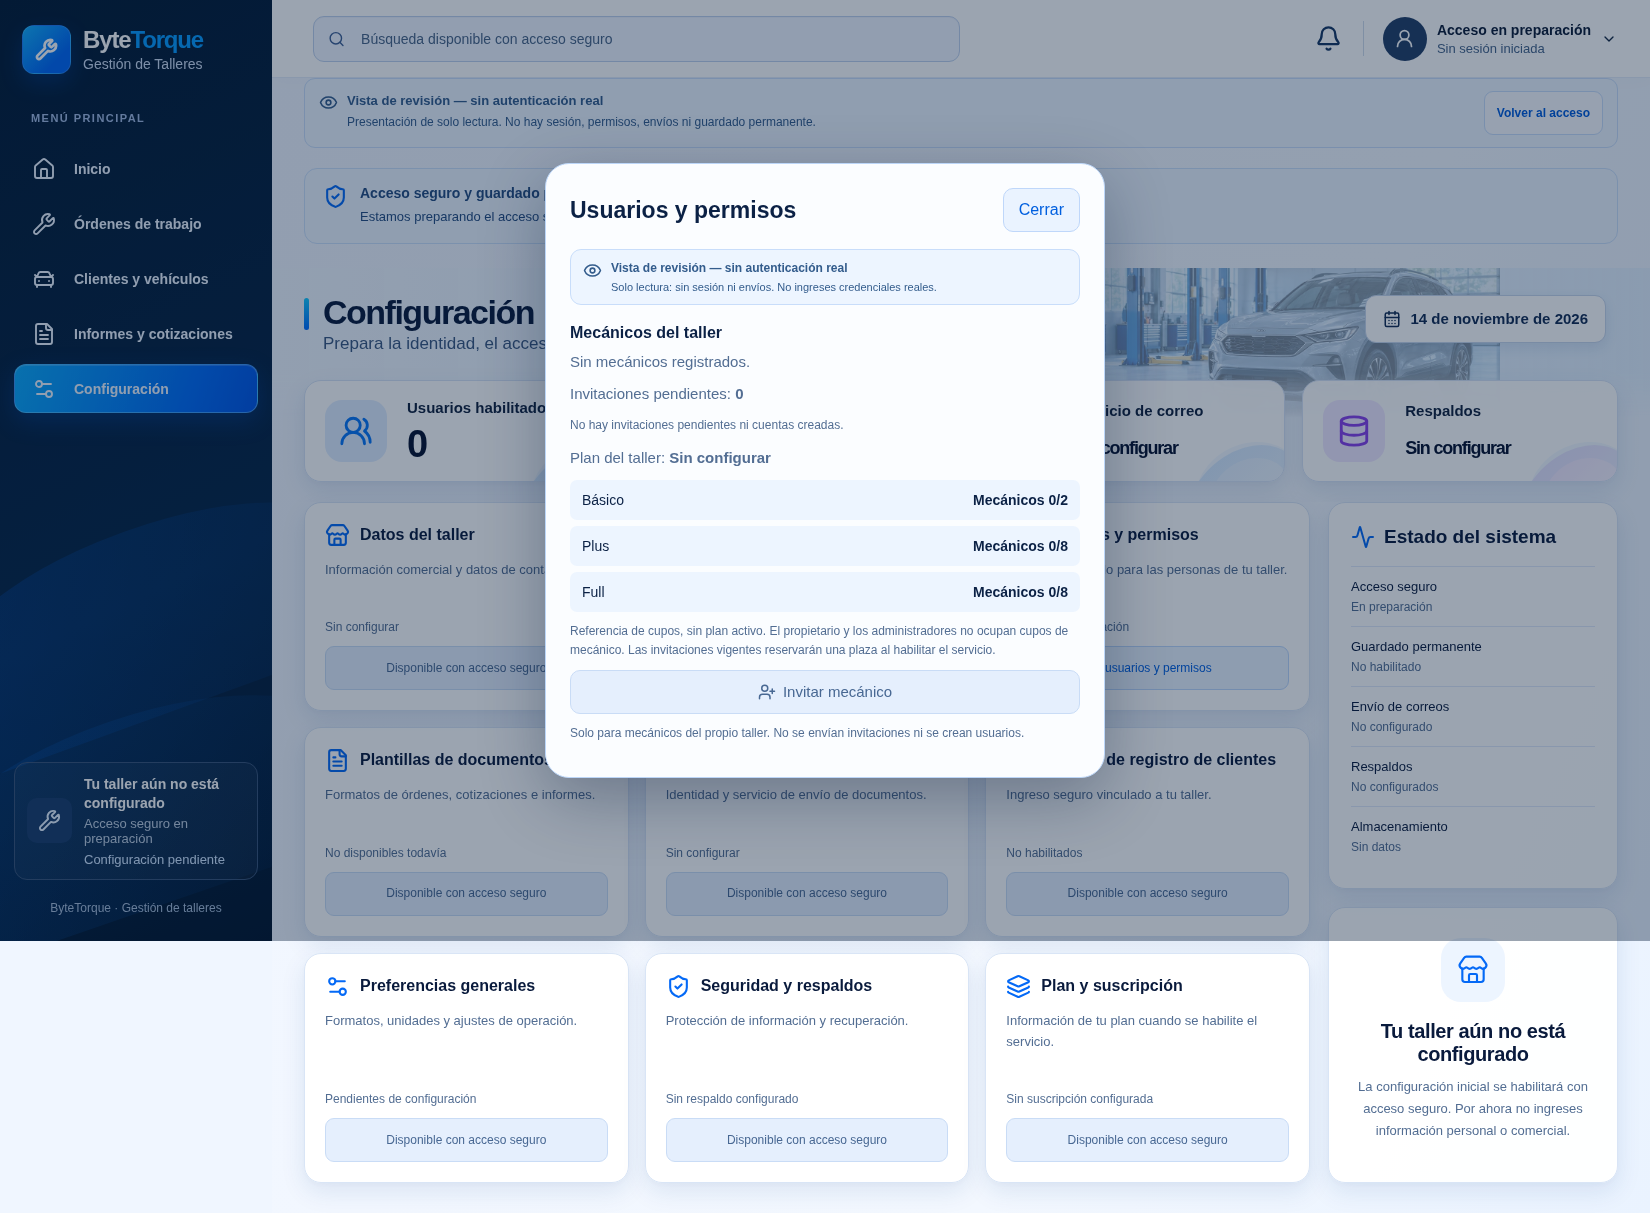 ByteTorque
Gestión de Talleres
MENÚ PRINCIPAL
Inicio
Órdenes de trabajo
Clientes y vehículos
Informes y cotizaciones
Configuración
Tu taller aún no está
configurado
Acceso seguro en
preparación
Configuración pendiente
ByteTorque · Gestión de talleres
Búsqueda disponible con acceso seguro
Acceso en preparación
Sin sesión iniciada
Vista de revisión — sin autenticación real
Presentación de solo lectura. No hay sesión, permisos, envíos ni guardado permanente.
Volver al acceso
Acceso seguro y guardado
Estamos preparando el acceso
Configuración
Prepara la identidad, el acces
14 de noviembre de 2026
Usuarios habilitado
0
icio de correo
configurar
Respaldos
Sin configurar
Usuarios y permisos
Cerrar
Vista de revisión — sin autenticación real
Solo lectura: sin sesión ni envíos. No ingreses credenciales reales.
Mecánicos del taller
Sin mecánicos registrados.
Invitaciones pendientes: 0
No hay invitaciones pendientes ni cuentas creadas.
Plan del taller: Sin configurar
Básico Mecánicos 0/2
Plus Mecánicos 0/8
Full Mecánicos 0/8
Referencia de cupos, sin plan activo. El propietario y los administradores no ocupan cupos de
mecánico. Las invitaciones vigentes reservarán una plaza al habilitar el servicio.
Invitar mecánico
Solo para mecánicos del propio taller. No se envían invitaciones ni se crean usuarios.
Datos del taller
Información comercial y datos de cont
Sin configurar
Disponible con acceso seguro
s y permisos
o para las personas de tu taller.
ación
usuarios y permisos
Estado del sistema
Acceso seguro
En preparación
Guardado permanente
No habilitado
Envío de correos
No configurado
Respaldos
No configurados
Almacenamiento
Sin datos
Plantillas de documentos
Formatos de órdenes, cotizaciones e informes.
No disponibles todavía
Disponible con acceso seguro
Identidad y servicio de envío de documentos.
Sin configurar
Disponible con acceso seguro
de registro de clientes
Ingreso seguro vinculado a tu taller.
No habilitados
Disponible con acceso seguro
Preferencias generales
Formatos, unidades y ajustes de operación.
Pendientes de configuración
Disponible con acceso seguro
Seguridad y respaldos
Protección de información y recuperación.
Sin respaldo configurado
Disponible con acceso seguro
Plan y suscripción
Información de tu plan cuando se habilite el
servicio.
Sin suscripción configurada
Disponible con acceso seguro
Tu taller aún no está
configurado
La configuración inicial se habilitará con
acceso seguro. Por ahora no ingreses
información personal o comercial.